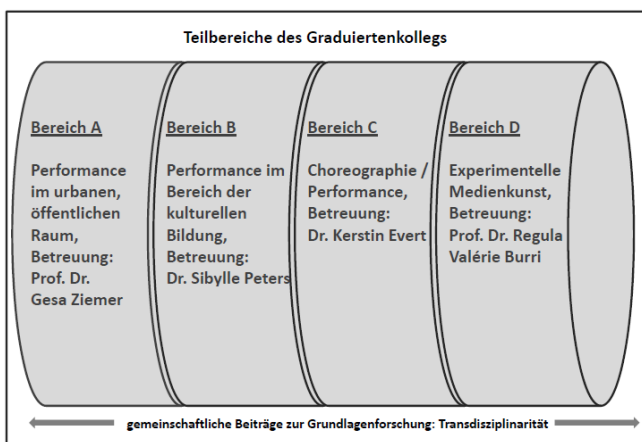 Teilbereiche des Graduiertenkollegs
Bereich A
Performance
im urbanen,
öffentlichen
Raum,
Betreuung:
Prof. Dr.
Gesa Ziemer
Bereich B
Performance im
Bereich der
kulturellen
Bildung,
Betreuung:
Dr. Sibylle Peters
Bereich C
Choreographie /
Performance,
Betreuung:
Dr. Kerstin Evert
Bereich D
Experimentelle
Medienkunst,
Betreuung:
Prof. Dr. Regula
Valérie Burri
gemeinschaftliche Beiträge zur Grundlagenforschung: Transdisziplinarität